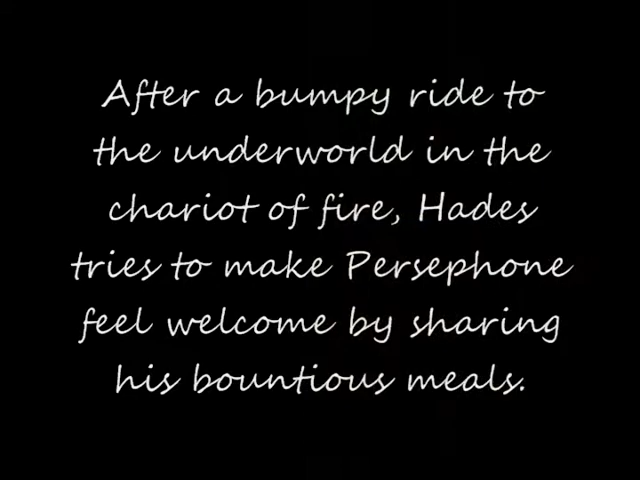 After a bumpy ride to
the underworld in the
chariot of fire, Hades
tries to make Persephone
feel welcome by sharing
his bountious meals.